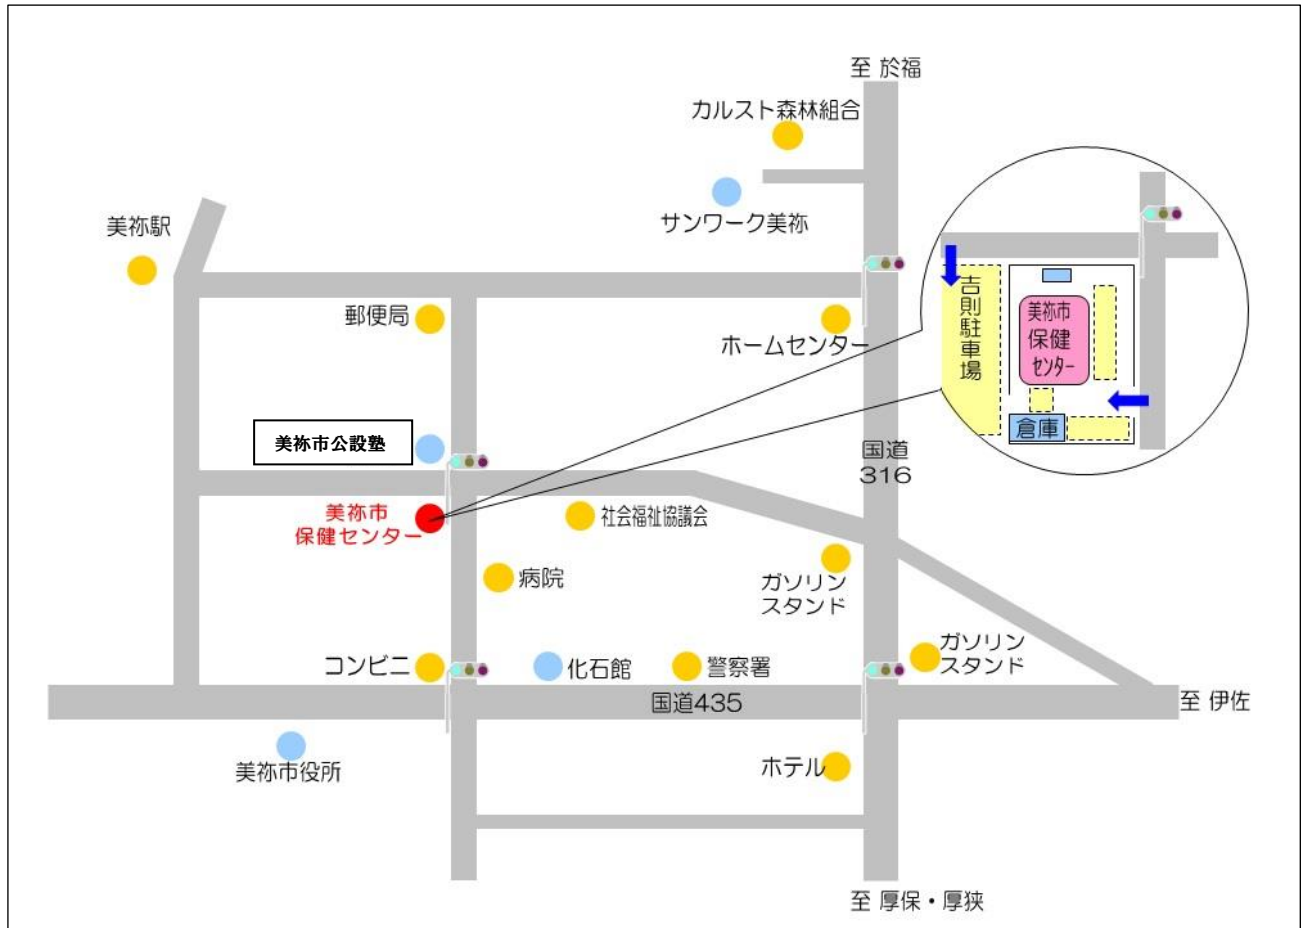 至 於福
カルスト森林組合
サンワーク美祢
美祢駅
郵便局
ホームセンター
吉則駐車場
美祢市
保健
センター
倉庫
美祢市公設塾
国道
316
美祢市
保健センター
社会福祉協議会
病院
ガソリン
スタンド
コンビニ
化石館
警察署
ガソリン
スタンド
国道435
至 伊佐
美祢市役所
ホテル
至 厚保・厚狭